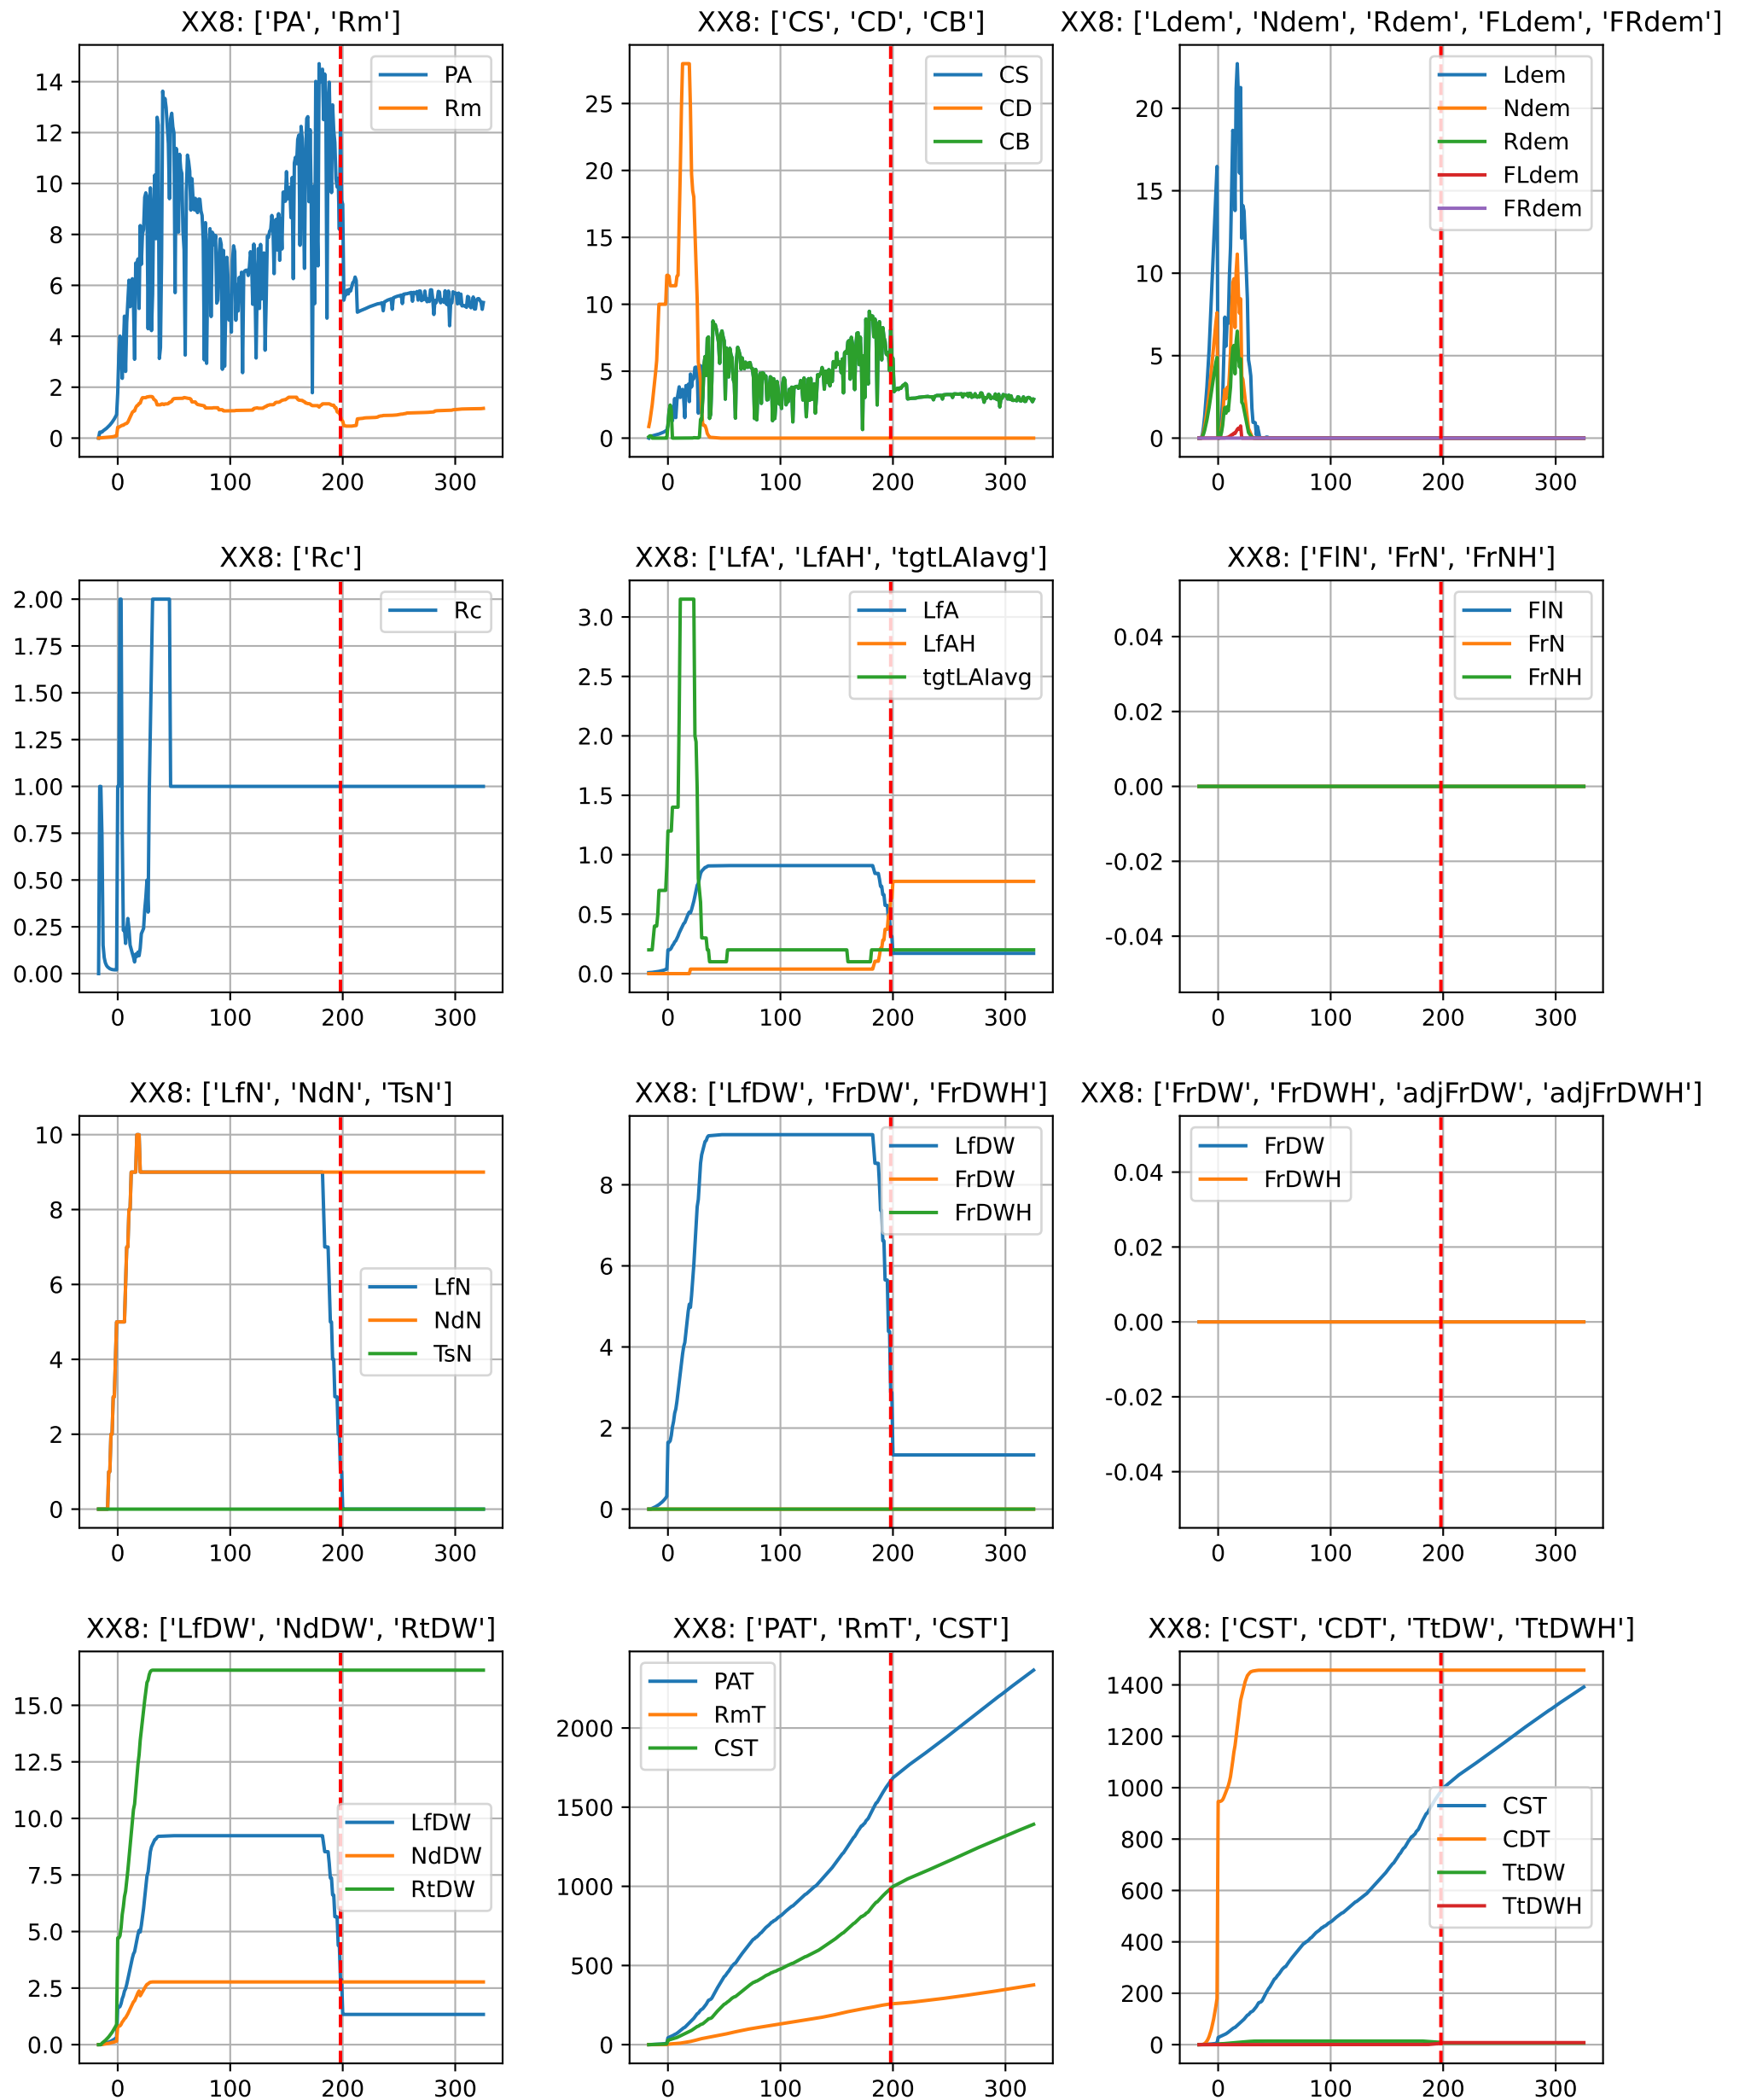 XX8: ['PA', 'Rm']
14
12
10
8
6
4
2
0
0 100 200 300
PA
Rm
XX8: ['CS', 'CD', 'CB']
25
20
15
10
5
0
0 100 200 300
CS
CD
CB
XX8: ['Ldem', 'Ndem', 'Rdem', 'FLdem', 'FRdem']
20
15
10
5
0
0 100 200 300
Ldem
Ndem
Rdem
FLdem
FRdem
XX8: ['Rc']
2.00
1.75
1.50
1.25
1.00
0.75
0.50
0.25
0.00
0 100 200 300
Rc
XX8: ['LfA', 'LfAH', 'tgtLAIavg']
3.0
2.5
2.0
1.5
1.0
0.5
0.0
0 100 200 300
LfA
LfAH
tgtLAIavg
XX8: ['FlN', 'FrN', 'FrNH']
0.04
0.02
0.00
-0.02
-0.04
0 100 200 300
FlN
FrN
FrNH
XX8: ['LfN', 'NdN', 'TsN']
10
8
6
4
2
0
0 100 200 300
LfN
NdN
TsN
XX8: ['LfDW', 'FrDW', 'FrDWH']
8
6
4
2
0
0 100 200 300
LfDW
FrDW
FrDWH
XX8: ['FrDW', 'FrDWH', 'adjFrDW', 'adjFrDWH']
0.04
0.02
0.00
-0.02
-0.04
0 100 200 300
FrDW
FrDWH
XX8: ['LfDW', 'NdDW', 'RtDW']
15.0
12.5
10.0
7.5
5.0
2.5
0.0
0 100 200 300
LfDW
NdDW
RtDW
XX8: ['PAT', 'RmT', 'CST']
2000
1500
1000
500
0
0 100 200 300
PAT
RmT
CST
XX8: ['CST', 'CDT', 'TtDW', 'TtDWH']
1400
1200
1000
800
600
400
200
0
0 100 200 300
CST
CDT
TtDW
TtDWH